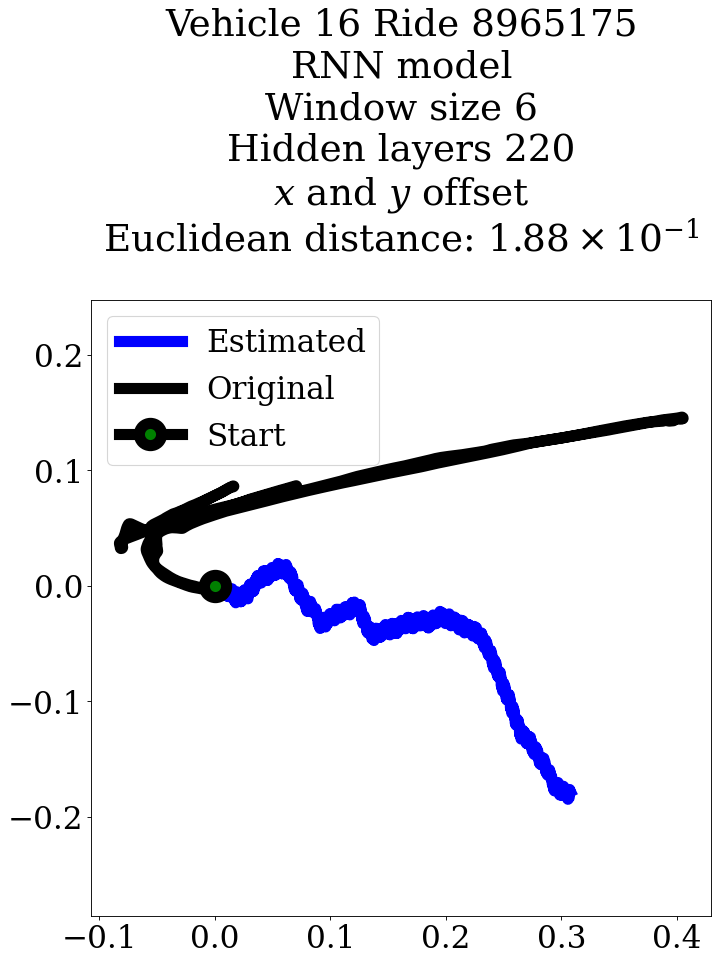 Vehicle 16 Ride 8965175
RNN model
Window size 6
Hidden layers 220
x and y offset
Euclidean distance: 1.88 × 10⁻¹
Estimated
Original
Start
0.2
0.1
0.0
−0.1
−0.2
−0.1 0.0 0.1 0.2 0.3 0.4